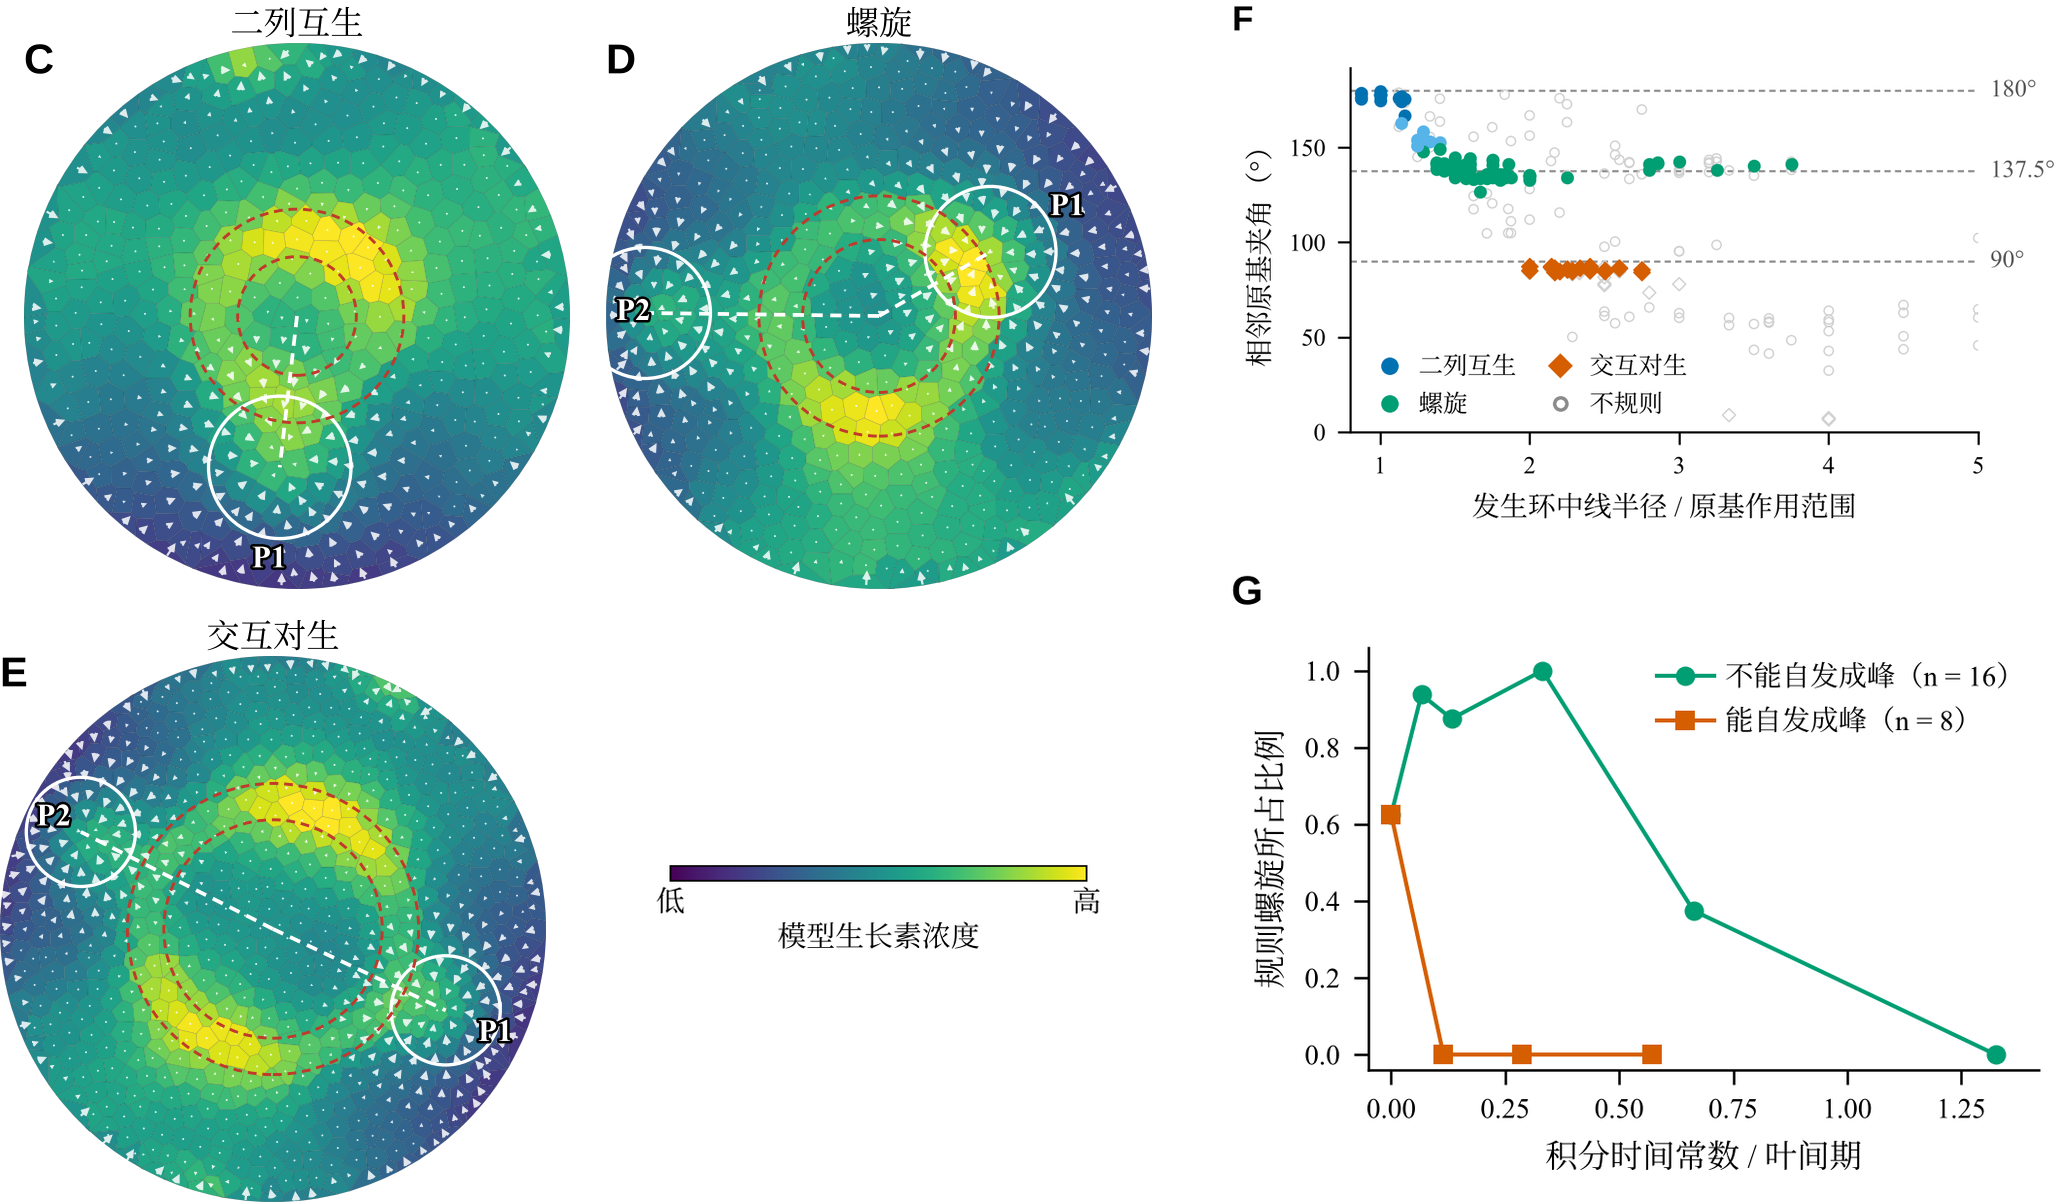 C
二列互生
P1
D
螺旋
P1
P2
E
交互对生
P2
P1
低
高
模型生长素浓度
F
相邻原基夹角（°）
150
100
50
0
180°
137.5°
90°
二列互生
交互对生
螺旋
不规则
1
2
3
4
5
发生环中线半径 / 原基作用范围
G
规则螺旋所占比例
1.0
0.8
0.6
0.4
0.2
0.0
不能自发成峰（n = 16）
能自发成峰（n = 8）
0.00
0.25
0.50
0.75
1.00
1.25
积分时间常数 / 叶间期